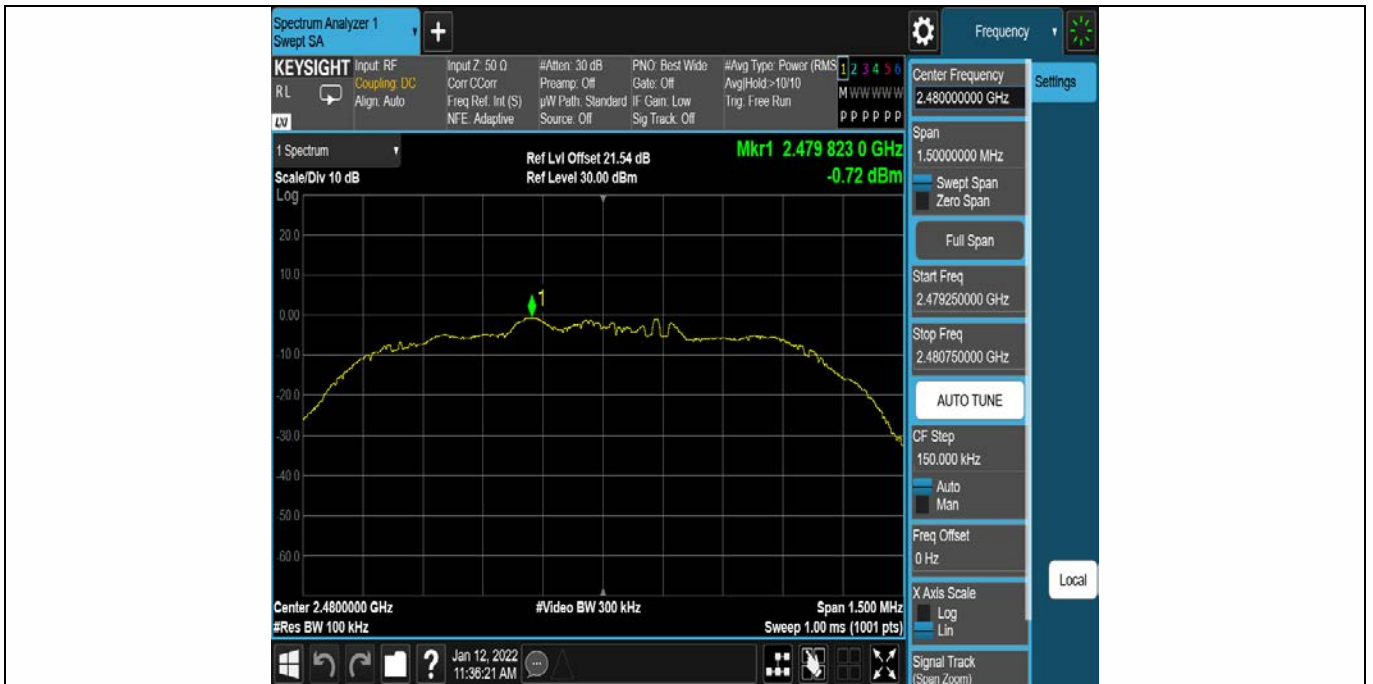 Spectrum Analyzer 1
Swept SA
+
Frequency
KEYSIGHT
RL
LXI
Input: RF
Coupling: DC
Align: Auto
Input Z: 50 Ω
Corr CCorr
Freq Ref: Int (S)
NFE: Adaptive
#Atten: 30 dB
Preamp: Off
µW Path: Standard
Source: Off
PNO: Best Wide
Gate: Off
IF Gain: Low
Sig Track: Off
#Avg Type: Power (RMS
Avg|Hold:>10/10
Trig: Free Run
1 2 3 4 5 6
M W W W W W
P P P P P P
1 Spectrum
Scale/Div 10 dB
Log
Ref Lvl Offset 21.54 dB
Ref Level 30.00 dBm
Mkr1 2.479 823 0 GHz
-0.72 dBm
20.0
10.0
0.00
-10.0
-20.0
-30.0
-40.0
-50.0
-60.0
1
Center 2.4800000 GHz
#Res BW 100 kHz
#Video BW 300 kHz
Span 1.500 MHz
Sweep 1.00 ms (1001 pts)
?
Jan 12, 2022
11:36:21 AM
Center Frequency
2.480000000 GHz
Span
1.50000000 MHz
Swept Span
Zero Span
Full Span
Start Freq
2.479250000 GHz
Stop Freq
2.480750000 GHz
AUTO TUNE
CF Step
150.000 kHz
Auto
Man
Freq Offset
0 Hz
X Axis Scale
Log
Lin
Signal Track
(Span Zoom)
Settings
Local